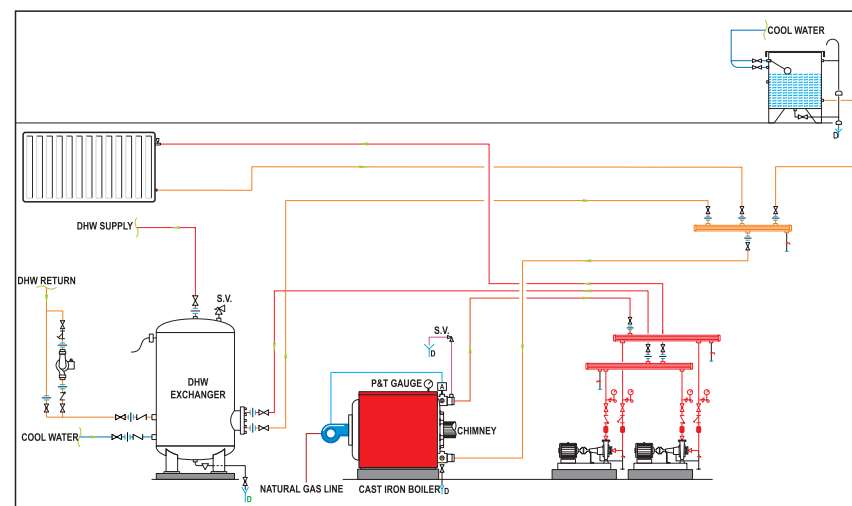 COOL WATER
D
DHW SUPPLY
DHW RETURN
S.V.
S.V.
D
P&T GAUGE
A
DHW
EXCHANGER
CHIMNEY
COOL WATER
NATURAL GAS LINE
CAST IRON BOILER
D
D